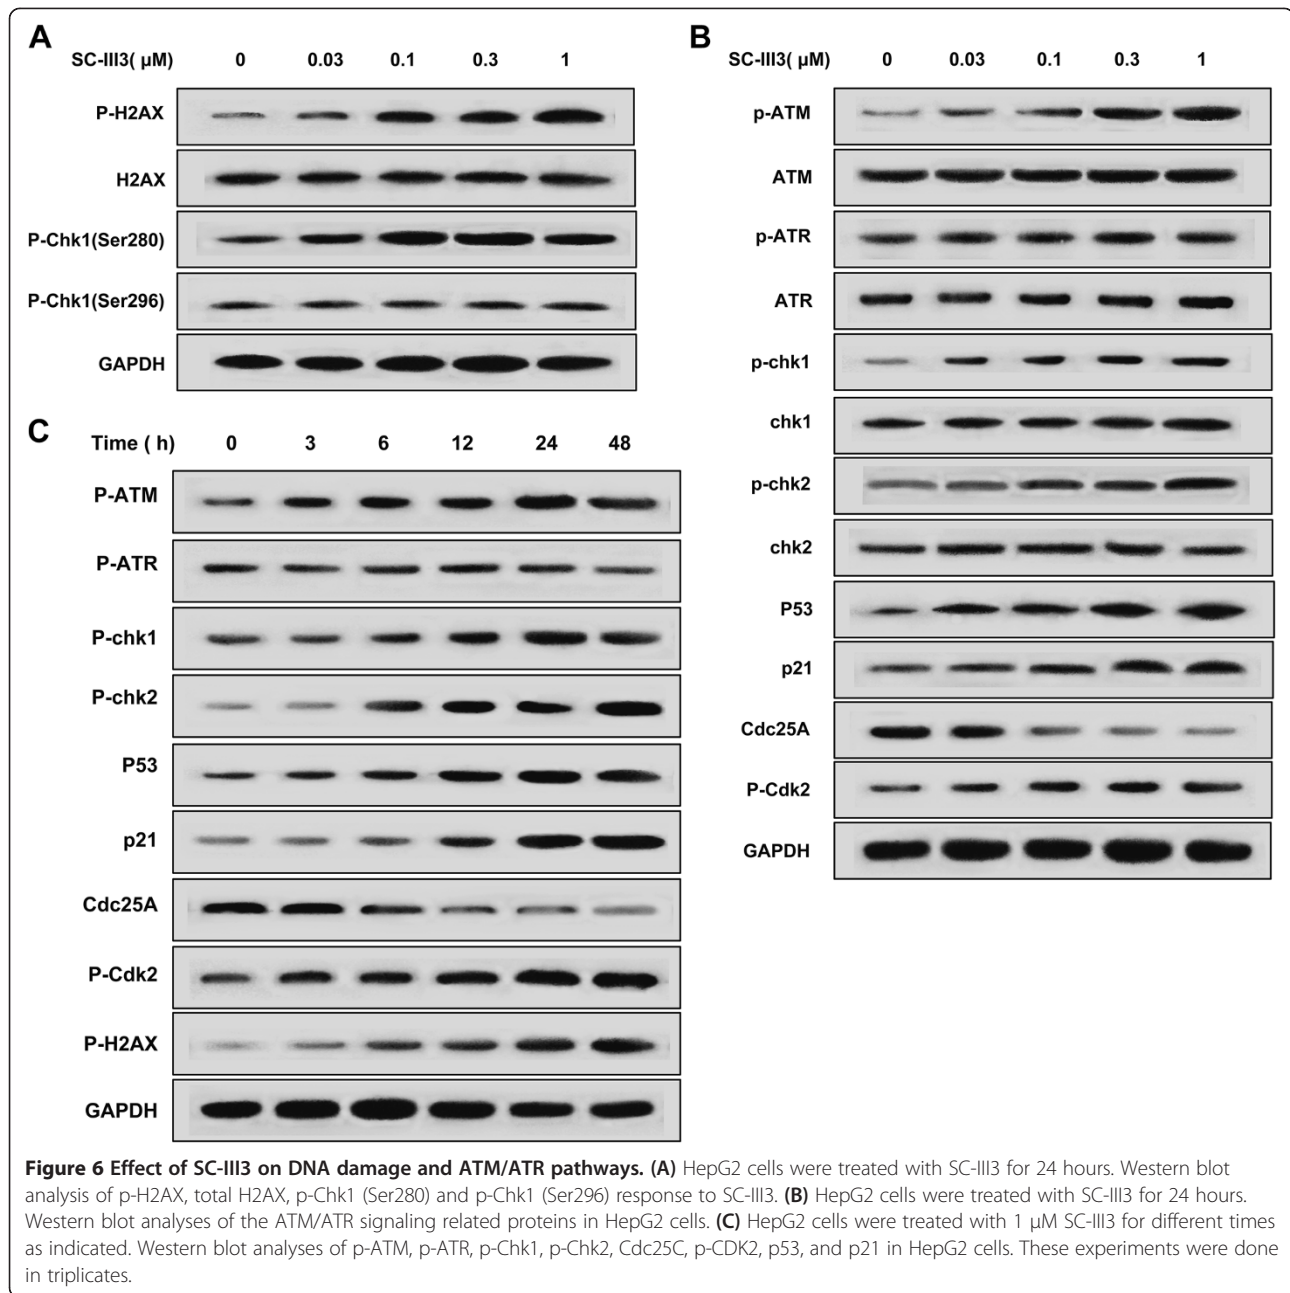 A
SC-III3( µM) 0 0.03 0.1 0.3 1
P-H2AX
H2AX
P-Chk1(Ser280)
P-Chk1(Ser296)
GAPDH
B
SC-III3( µM) 0 0.03 0.1 0.3 1
p-ATM
ATM
p-ATR
ATR
p-chk1
chk1
p-chk2
chk2
P53
p21
Cdc25A
P-Cdk2
GAPDH
C
Time ( h) 0 3 6 12 24 48
P-ATM
P-ATR
P-chk1
P-chk2
P53
p21
Cdc25A
P-Cdk2
P-H2AX
GAPDH
Figure 6 Effect of SC-III3 on DNA damage and ATM/ATR pathways. (A) HepG2 cells were treated with SC-III3 for 24 hours. Western blot
analysis of p-H2AX, total H2AX, p-Chk1 (Ser280) and p-Chk1 (Ser296) response to SC-III3. (B) HepG2 cells were treated with SC-III3 for 24 hours.
Western blot analyses of the ATM/ATR signaling related proteins in HepG2 cells. (C) HepG2 cells were treated with 1 µM SC-III3 for different times
as indicated. Western blot analyses of p-ATM, p-ATR, p-Chk1, p-Chk2, Cdc25C, p-CDK2, p53, and p21 in HepG2 cells. These experiments were done
in triplicates.